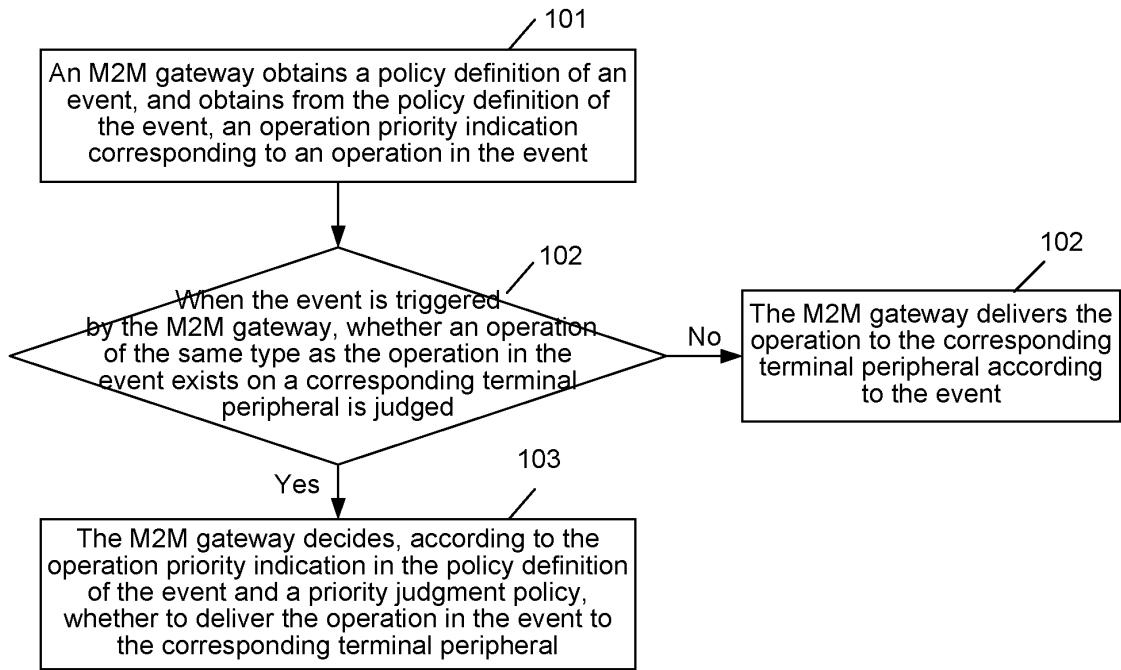 101
An M2M gateway obtains a policy definition of an
event, and obtains from the policy definition of
the event, an operation priority indication
corresponding to an operation in the event
102
When the event is triggered
by the M2M gateway, whether an operation
of the same type as the operation in the
event exists on a corresponding terminal
peripheral is judged
No
102
The M2M gateway delivers the
operation to the corresponding
terminal peripheral according
to the event
Yes
103
The M2M gateway decides, according to the
operation priority indication in the policy definition
of the event and a priority judgment policy,
whether to deliver the operation in the event to
the corresponding terminal peripheral